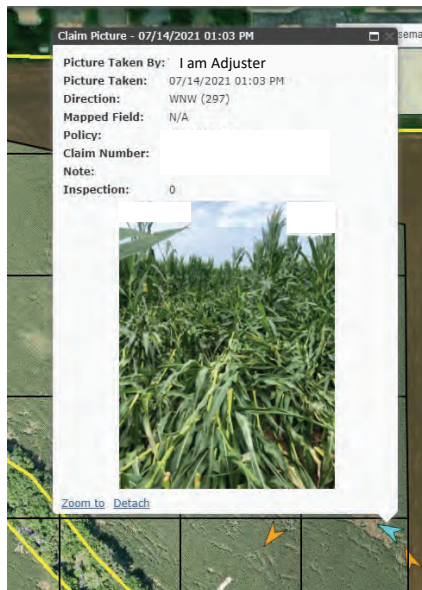 Claim Picture - 07/14/2021 01:03 PM
sema
Picture Taken By: I am Adjuster
Picture Taken: 07/14/2021 01:03 PM
Direction: WNW (297)
Mapped Field: N/A
Policy:
Claim Number:
Note:
Inspection: 0
Zoom to Detach